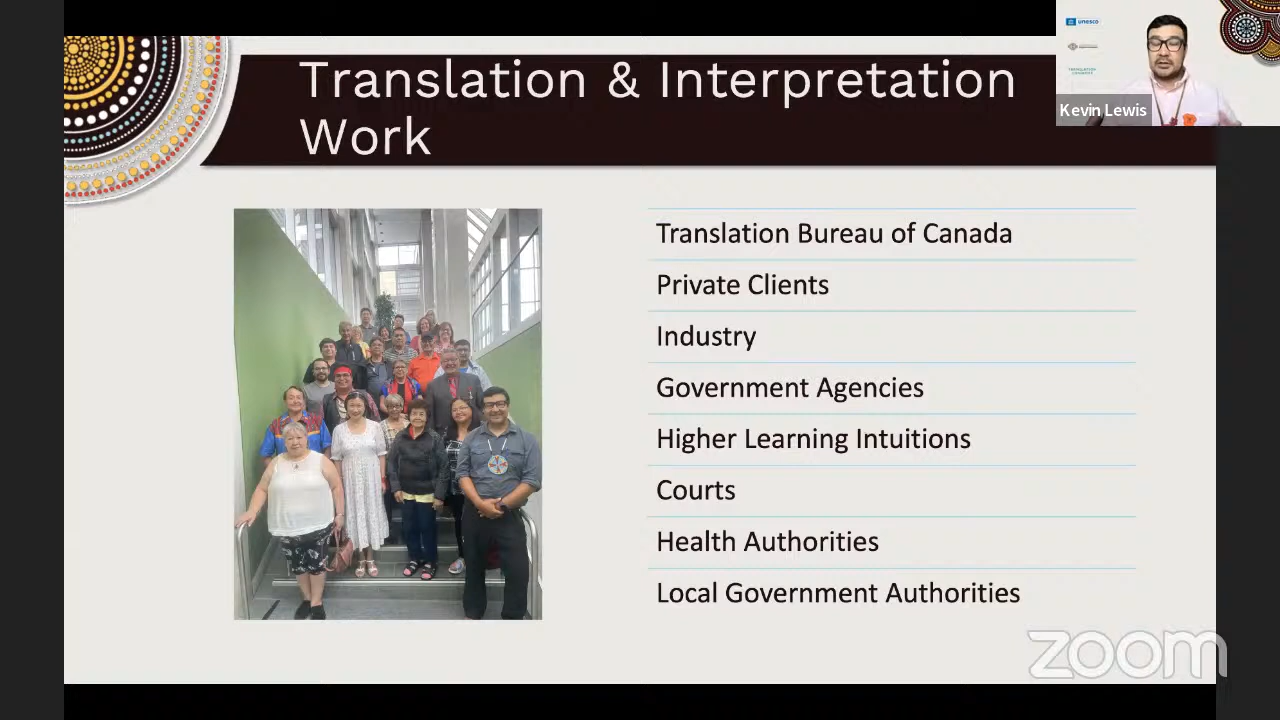 Translation & Interpretation
Work
unesco
Kevin Lewis
Translation Bureau of Canada
Private Clients
Industry
Government Agencies
Higher Learning Intuitions
Courts
Health Authorities
Local Government Authorities
zoom